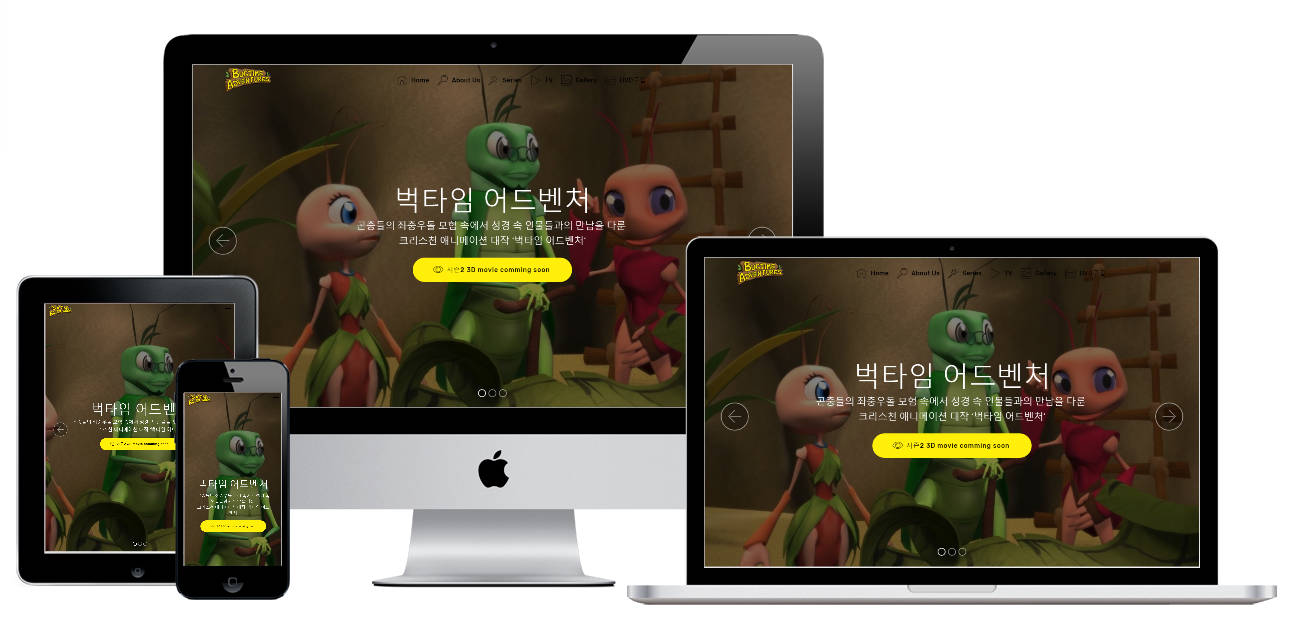 BUGTIME
ADVENTURES
Home About Us Series TV Gallery
벅타임 어드벤처
곤충들의 좌충우돌 모험 속에서 성경 속 인물들과의 만남을 다룬
크리스천 애니메이션 대작 '벅타임 어드벤처'
시즌2 3D movie comming soon
BUGTIME
ADVENTURES
Home About Us Series TV Gallery
벅타임 어드벤처
곤충들의 좌충우돌 모험 속에서 성경 속 인물들과의 만남을 다룬
크리스천 애니메이션 대작 '벅타임 어드벤처'
시즌2 3D movie comming soon
벅타임
벅타임 어드벤처